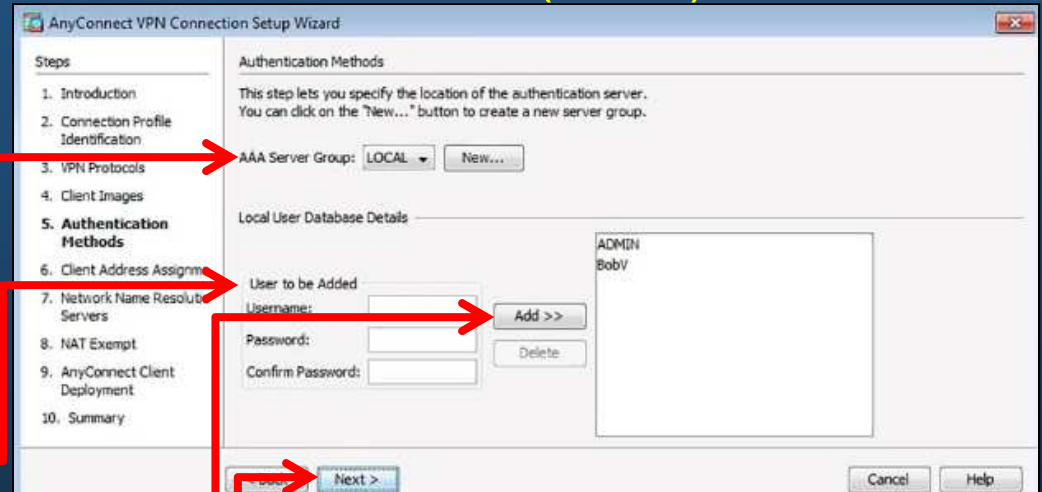 AnyConnect VPN Connection Setup Wizard
Steps
1. Introduction
2. Connection Profile
Identification
3. VPN Protocols
4. Client Images
5. Authentication
Methods
6. Client Address Assignme
7. Network Name Resolutio
Servers
8. NAT Exempt
9. AnyConnect Client
Deployment
10. Summary
Authentication Methods
This step lets you specify the location of the authentication server.
You can click on the "New..." button to create a new server group.
AAA Server Group: LOCAL New...
Local User Database Details
User to be Added
Username:
Password:
Confirm Password:
Add >>
Delete
ADMIN
BobV
Next >
Cancel
Help